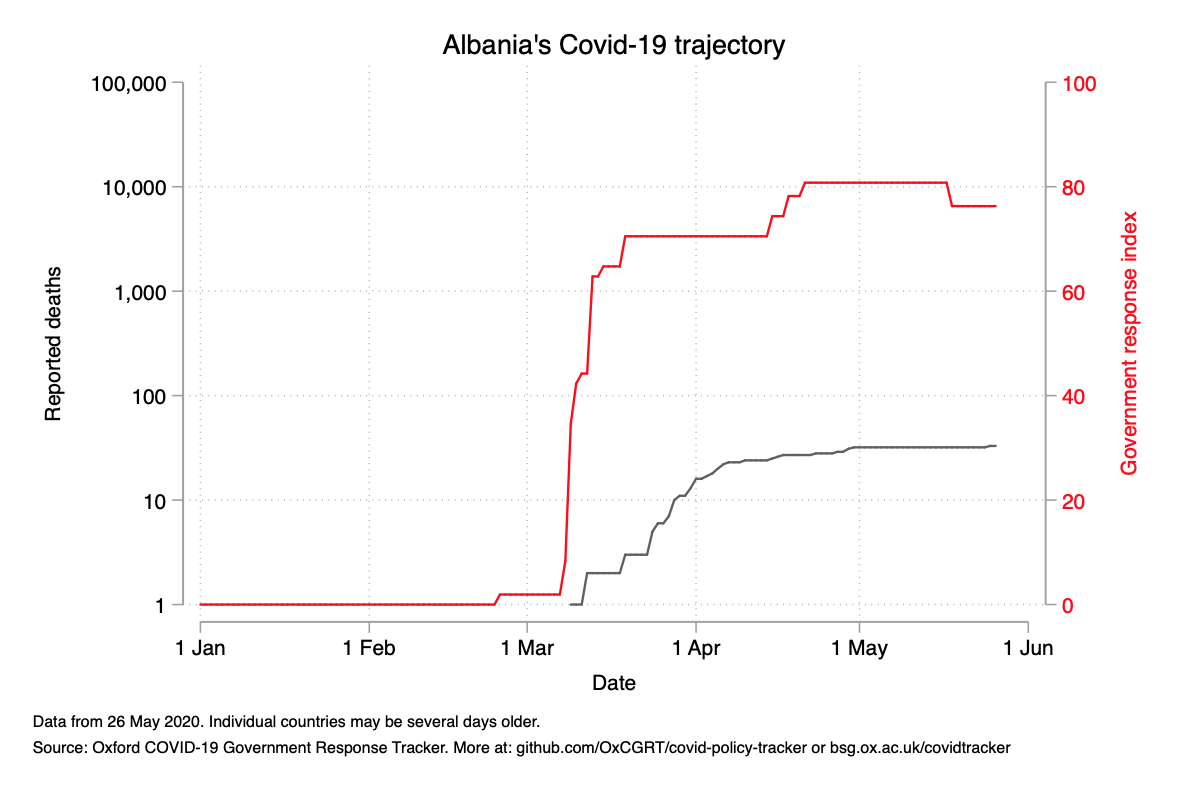 Albania's Covid-19 trajectory
100,000
10,000
1,000
100
10
1
Reported deaths
100
80
60
40
20
0
Government response index
1 Jan
1 Feb
1 Mar
1 Apr
1 May
1 Jun
Date
Data from 26 May 2020. Individual countries may be several days older.
Source: Oxford COVID-19 Government Response Tracker. More at: github.com/OxCGRT/covid-policy-tracker or bsg.ox.ac.uk/covidtracker